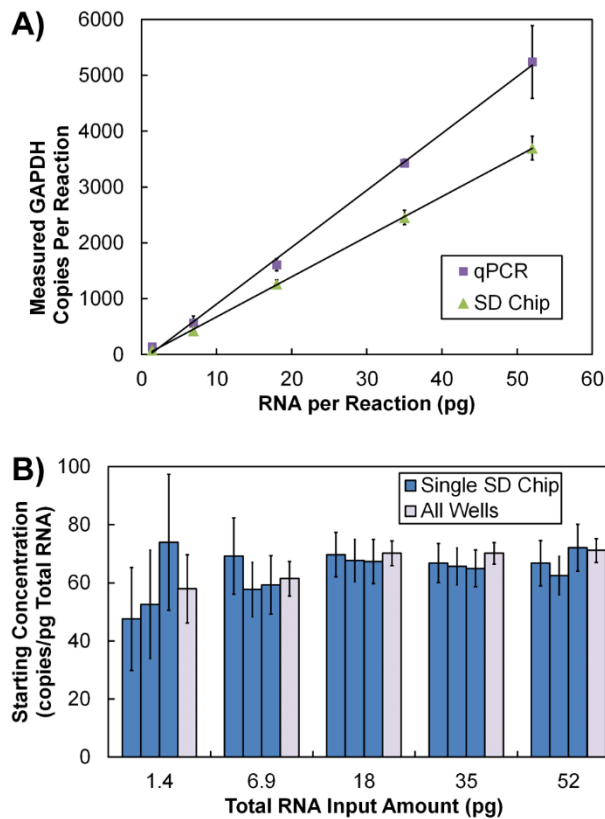 A)
Measured GAPDH
Copies Per Reaction
6000
5000
4000
3000
2000
1000
0
qPCR
SD Chip
0 10 20 30 40 50 60
RNA per Reaction (pg)
B)
Starting Concentration
(copies/pg Total RNA)
100
80
60
40
20
0
Single SD Chip
All Wells
1.4 6.9 18 35 52
Total RNA Input Amount (pg)